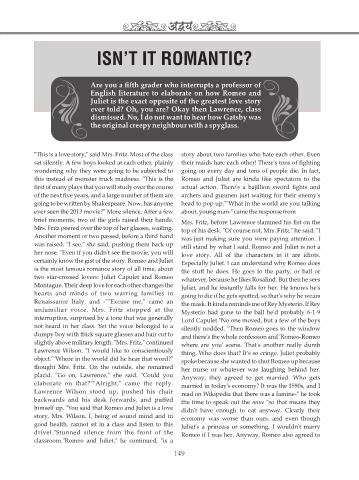 अद्वय
ISN'T IT ROMANTIC?
Are you a fifth grader who interrupts a professor of
English literature to elaborate on how Romeo and
Juliet is the exact opposite of the greatest love story
ever told? Oh, you are? Okay then Lawrence, class
dismissed. No, I do not want to hear how Gatsby was
the original creepy neighbour with a spyglass.
"This is a love story," said Mrs. Fritz. Most of the class
sat silently. A few boys looked at each other, plainly
wondering why they were going to be subjected to
this instead of monster truck madness. "This is the
first of many plays that you will study over the course
of the next five years, and a large number of them are
going to be written by Shakespeare. Now, has anyone
ever seen the 2013 movie?" More silence. After a few
brief moments, two of the girls raised their hands.
Mrs. Fritz peered over the top of her glasses, waiting.
Another moment or two passed, before a third hand
was raised. "I see," she said, pushing them back up
her nose. "Even if you didn't see the movie, you will
certainly know the gist of the story. Romeo and Juliet
is the most famous romance story of all time, about
two star-crossed lovers: Juliet Capulet and Romeo
Montague. Their deep love for each other changes the
hearts and minds of two warring families in
Renaissance Italy, and -""Excuse me," came an
unfamiliar voice. Mrs. Fritz stopped at the
interruption, surprised by a tone that was generally
not heard in her class. Yet the voice belonged to a
dumpy boy with thick square glasses and hair cut to
slightly above military length. "Mrs. Fritz," continued
Lawrence Wilson, "I would like to conscientiously
object.""Where in the world did he hear that word?"
thought Mrs. Fritz. On the outside, she remained
placid. "Go on, Lawrence," she said. "Could you
elaborate on that?""Alright," came the reply.
Lawrence Wilson stood up, pushed his chair
backwards and his desk forwards, and puffed
himself up. "You said that Romeo and Juliet is a love
story, Mrs. Wilson. I, being of sound mind and in
good health, cannot sit in a class and listen to this
drivel."Stunned silence from the front of the
classroom."Romeo and Juliet," he continued, "is a
story about two families who hate each other. Even
their maids hate each other! There's tons of fighting
going on every day and tons of people die. In fact,
Romeo and Juliet are kinda like spectators to the
actual action. There's a bajillion sword fights and
archers and gunmen just waiting for their enemy's
head to pop up.""What in the world are you talking
about, young man-" came the response from
Mrs. Fritz, before Lawrence slammed his fist on the
top of his desk. "Of course not, Mrs. Fritz," he said. "I
was just making sure you were paying attention. I
still stand by what I said. Romeo and Juliet is not a
love story. All of the characters in it are idiots.
Especially Juliet. I can understand why Romeo does
the stuff he does. He goes to the party, or ball or
whatever, because he likes Rosalind. But then he sees
Juliet, and he instantly falls for her. He knows he's
going to die if he gets spotted, so that's why he wears
the mask. It kinda reminds me of Rey Mysterio. If Rey
Mysterio had gone to the ball he'd probably 6-1-9
Lord Capulet."No one moved, but a few of the boys
silently nodded. "Then Romeo goes to the window
and there's the whole confession and 'Romeo-Romeo
where are you' scene. That's another really dumb
thing. Who does that? It's so cringy. Juliet probably
spoke because she wanted to shut Romeo up because
her nurse or whatever was laughing behind her.
Anyway, they agreed to get married. Who gets
married in today's economy? It was the 1590s, and I
read on Wikipedia that there was a famine-" he took
the time to speak out the mine "so that means they
didn't have enough to eat anyway. Clearly their
economy was worse than ours, and even though
Juliet's a princess or something, I wouldn't marry
Romeo if I was her. Anyway, Romeo also agreed to
149